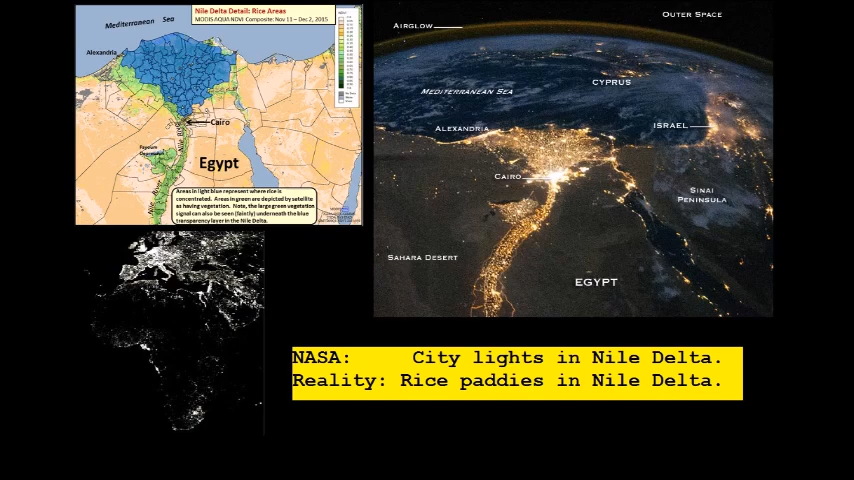 Nile Delta Detail: Rice Areas
MODIS AQUA NDVI Composite: Nov 11 – Dec 2, 2015
Mediterranean Sea
Alexandria
Cairo
Nile River
Fayoum
Depression
Egypt
Areas in light blue represent where rice is
concentrated. Areas in green are depicted by satellite
as having vegetation. Note, the large green vegetation
signal can also be seen (faintly) underneath the blue
transparency layer in the Nile Delta.
OUTER SPACE
AIRGLOW
CYPRUS
MEDITERRANEAN SEA
ISRAEL
ALEXANDRIA
CAIRO
SINAI
PENINSULA
SAHARA DESERT
EGYPT
NASA: City lights in Nile Delta.
Reality: Rice paddies in Nile Delta.